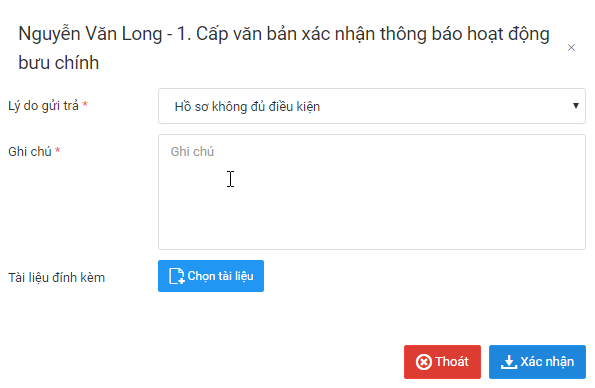 Nguyễn Văn Long - 1. Cấp văn bản xác nhận thông báo hoạt động
bưu chính
×
Lý do gửi trả *
Hồ sơ không đủ điều kiện
Ghi chú *
Ghi chú
Tài liệu đính kèm
Chọn tài liệu
Thoát
Xác nhận